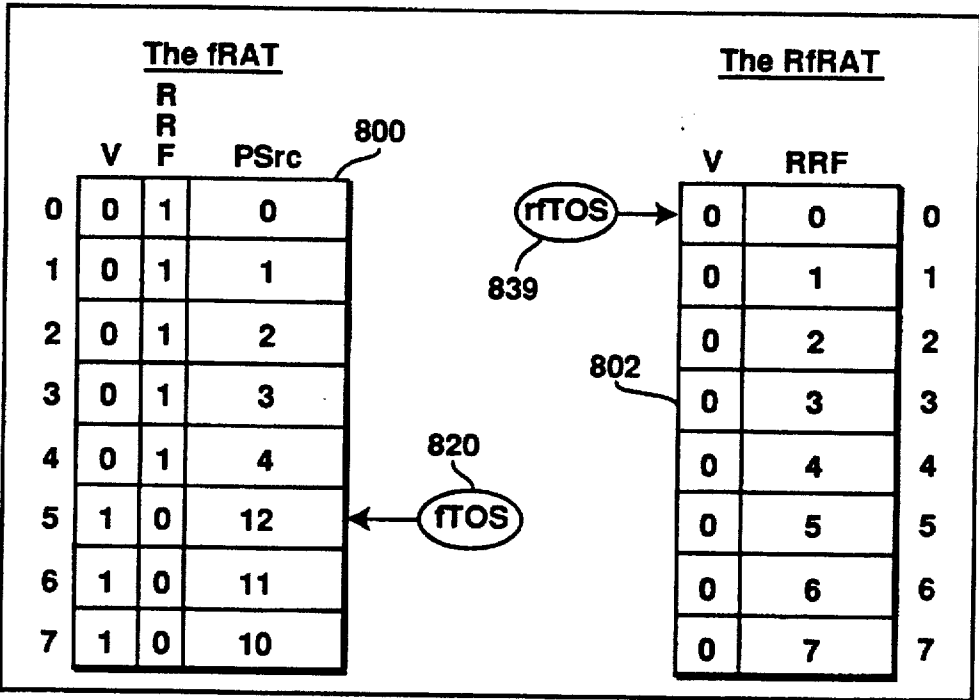 The fRAT
The RfRAT
R
R
V F PSrc
800
V RRF
0 0 1 0
rfTOS
0 0 0
1 0 1 1
839
0 1 1
2 0 1 2
0 2 2
802
3 0 1 3
0 3 3
4 0 1 4
820
0 4 4
5 1 0 12
fTOS
0 5 5
6 1 0 11
0 6 6
7 1 0 10
0 7 7